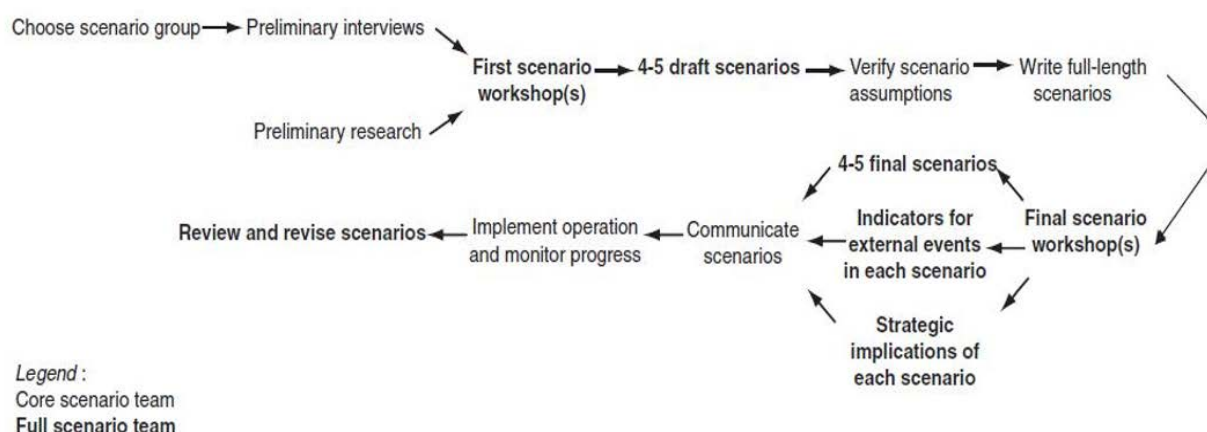 Choose scenario group
Preliminary interviews
Preliminary research
First scenario
workshop(s)
4-5 draft scenarios
Verify scenario
assumptions
Write full-length
scenarios
Final scenario
workshop(s)
4-5 final scenarios
Indicators for
external events
in each scenario
Strategic
implications of
each scenario
Communicate
scenarios
Implement operation
and monitor progress
Review and revise scenarios
Legend :
Core scenario team
Full scenario team